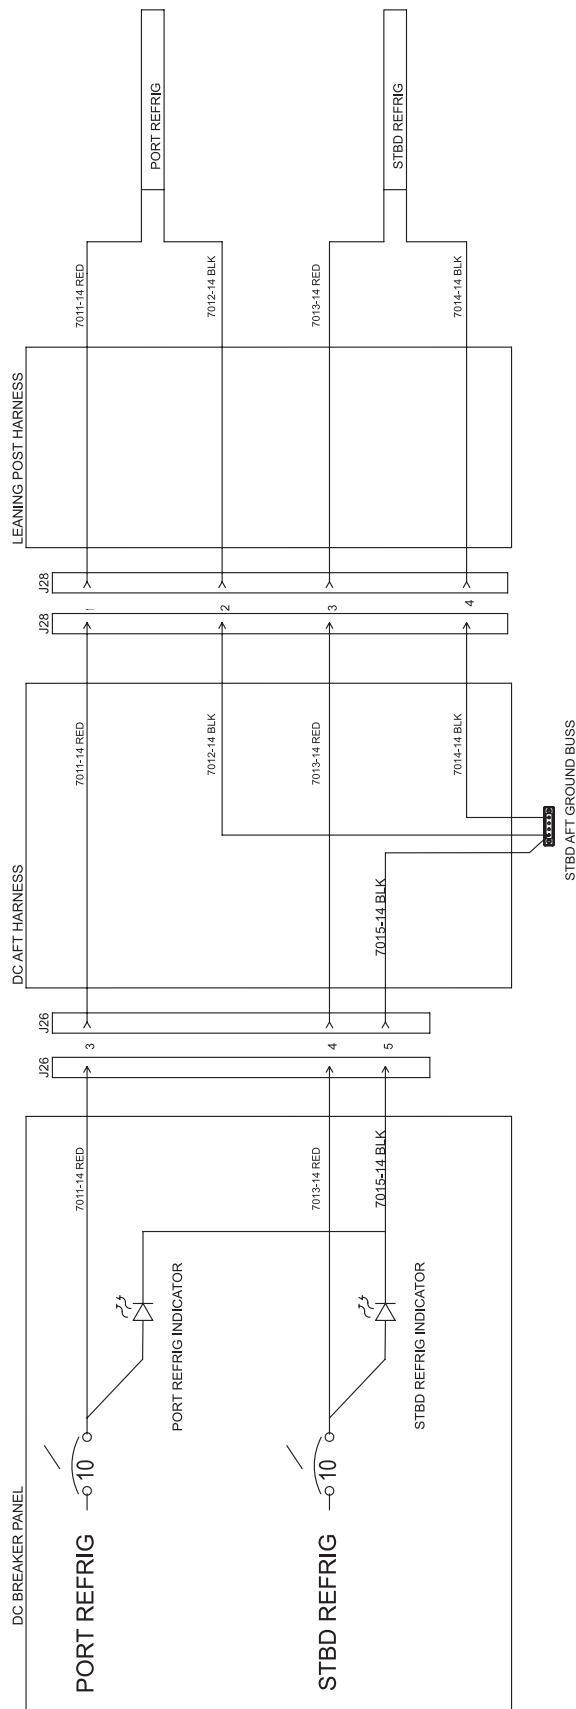 DC BREAKER PANEL
PORT REFRIG
10
PORT REFRIG INDICATOR
7011-14 RED
STBD REFRIG
10
STBD REFRIG INDICATOR
7013-14 RED
7015-14 BLK
J26
J26
3
4
5
DC AFT HARNESS
7011-14 RED
7012-14 BLK
7013-14 RED
7014-14 BLK
7015-14 BLK
STBD AFT GROUND BUSS
J28
J28
1
2
3
4
LEANING POST HARNESS
7011-14 RED
7012-14 BLK
7013-14 RED
7014-14 BLK
PORT REFRIG
STBD REFRIG